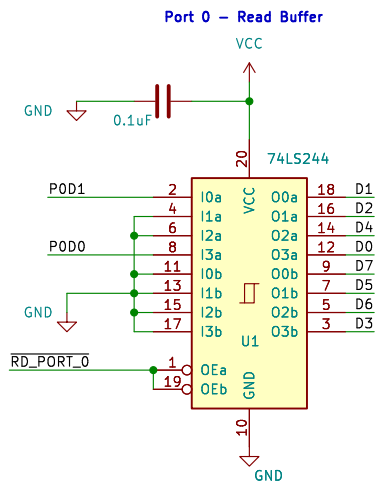 Port 0 - Read Buffer
VCC
GND
0.1uF
20
74LS244
VCC
P0D1 2 I0a O0a 18 D1
4 I1a O1a 16 D2
6 I2a O2a 14 D4
P0D0 8 I3a O3a 12 D0
11 I0b O0b 9 D7
13 I1b O1b 7 D5
GND 15 I2b O2b 5 D6
17 I3b O3b 3 D3
U1
RD_PORT_0 1 OEa
19 OEb
GND
10
GND